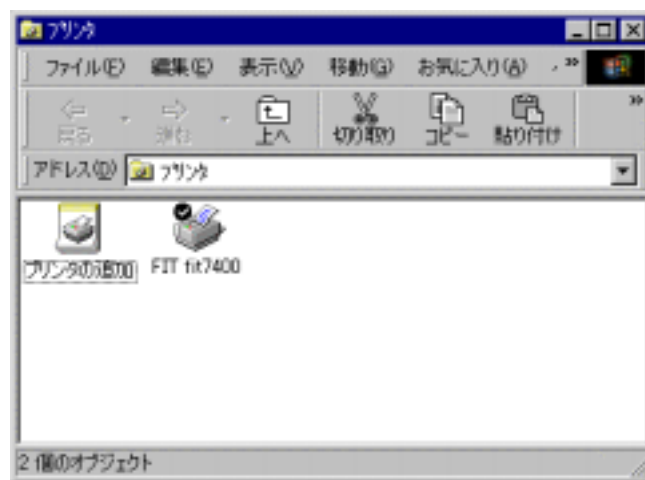 プリンタ
ファイル(F) 編集(E) 表示(V) 移動(G) お気に入り(A) »
戻る 進む 上へ 切り取り コピー 貼り付け »
アドレス(D) プリンタ
プリンタの追加 FIT fit7400
2 個のオブジェクト